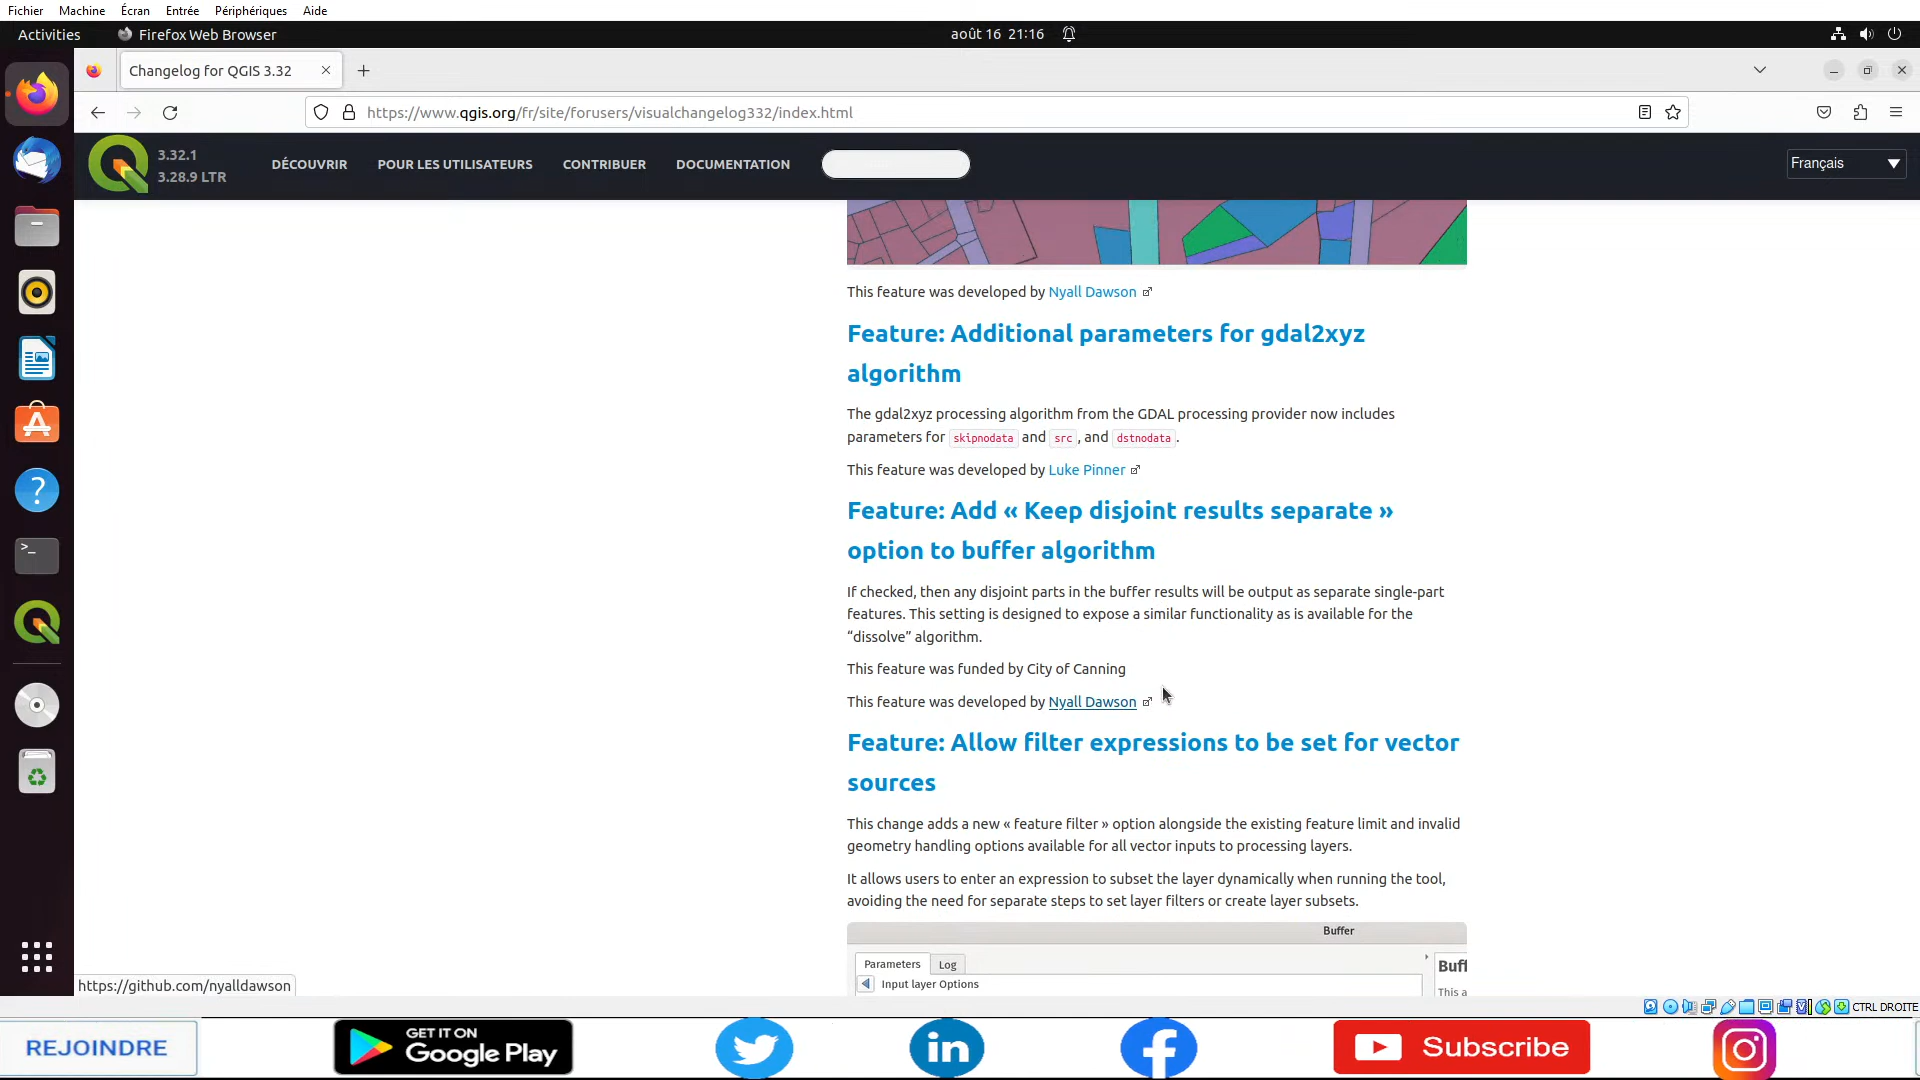 Fichier Machine Écran Entrée Périphériques Aide
Activities Firefox Web Browser août 16 21:16
Changelog for QGIS 3.32
https://www.qgis.org/fr/site/forusers/visualchangelog332/index.html
3.32.1
3.28.9 LTR
DÉCOUVRIR POUR LES UTILISATEURS CONTRIBUER DOCUMENTATION
Français
This feature was developed by Nyall Dawson
Feature: Additional parameters for gdal2xyz
algorithm
The gdal2xyz processing algorithm from the GDAL processing provider now includes
parameters for skipnodata and src , and dstnodata .
This feature was developed by Luke Pinner
Feature: Add « Keep disjoint results separate »
option to buffer algorithm
If checked, then any disjoint parts in the buffer results will be output as separate single-part
features. This setting is designed to expose a similar functionality as is available for the
“dissolve” algorithm.
This feature was funded by City of Canning
This feature was developed by Nyall Dawson
Feature: Allow filter expressions to be set for vector
sources
This change adds a new « feature filter » option alongside the existing feature limit and invalid
geometry handling options available for all vector inputs to processing layers.
It allows users to enter an expression to subset the layer dynamically when running the tool,
avoiding the need for separate steps to set layer filters or create layer subsets.
Buffer
Parameters Log
Input layer Options
Buff
This a
https://github.com/nyalldawson
CTRL DROITE
REJOINDRE
GET IT ON
Google Play
Subscribe